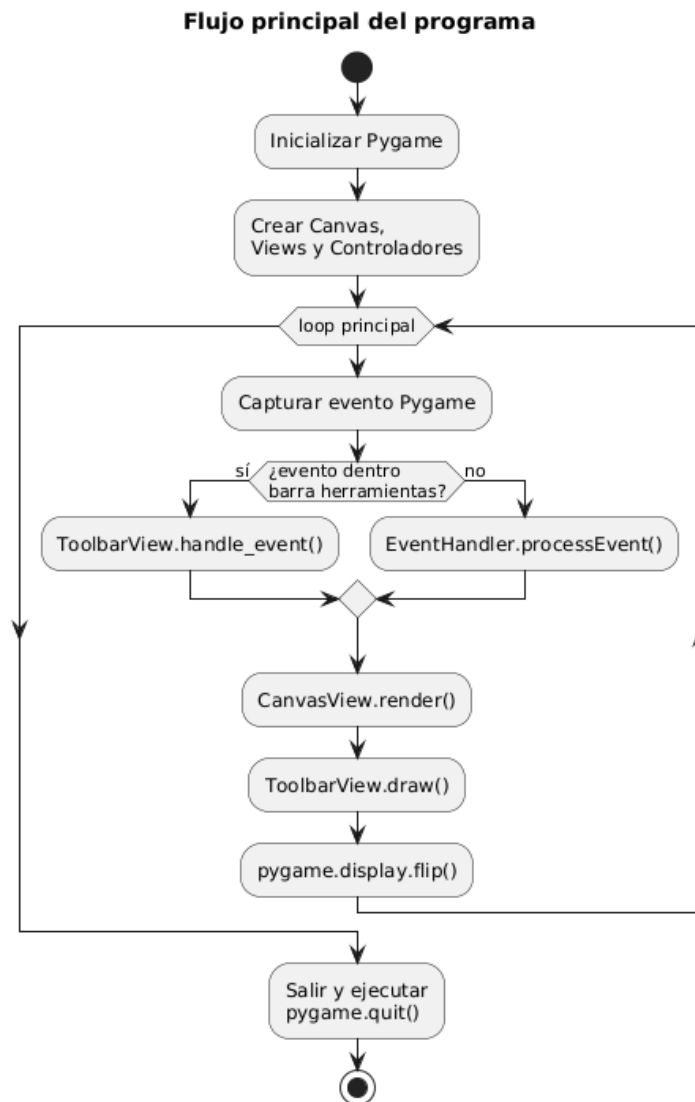 Flujo principal del programa
Inicializar Pygame
Crear Canvas,
Views y Controladores
loop principal
Capturar evento Pygame
sí
¿evento dentro
barra herramientas?
no
ToolbarView.handle_event()
EventHandler.processEvent()
CanvasView.render()
ToolbarView.draw()
pygame.display.flip()
Salir y ejecutar
pygame.quit()